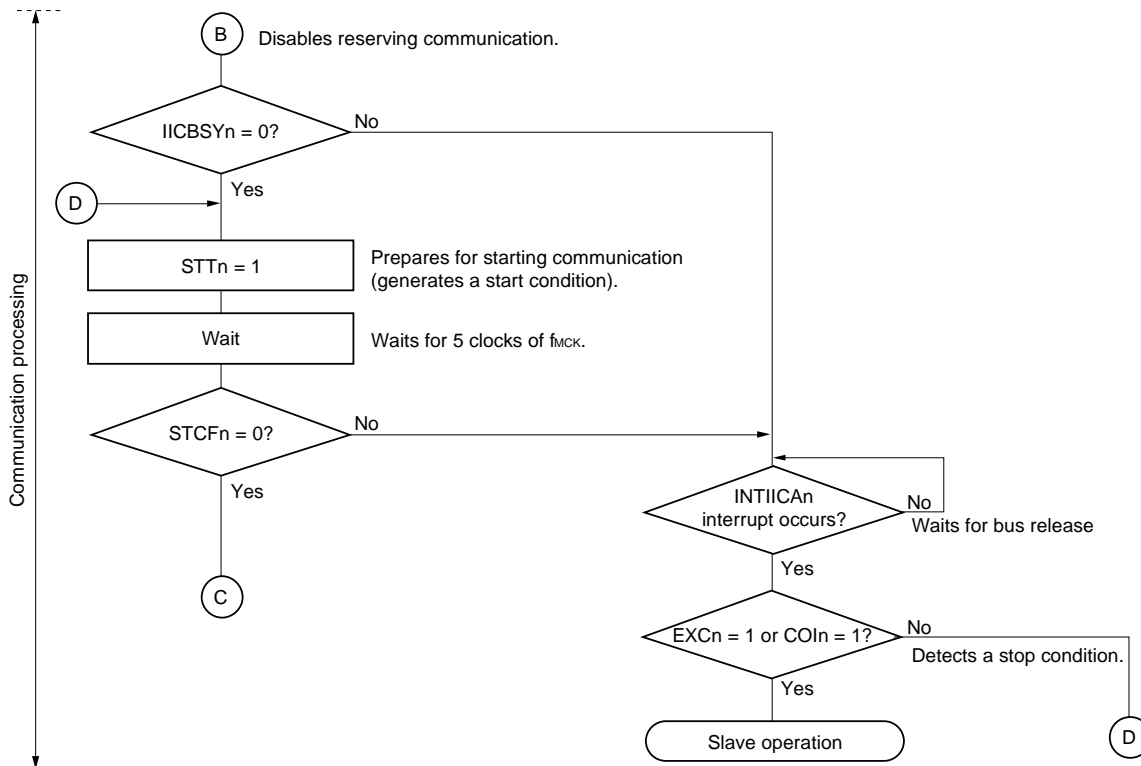 B
Disables reserving communication.
IICBSYn = 0?
No
Yes
D
STTn = 1
Prepares for starting communication
(generates a start condition).
Wait
Waits for 5 clocks of fMCK.
STCFn = 0?
No
Yes
C
INTIICAn
interrupt occurs?
No
Waits for bus release
Yes
EXCn = 1 or COIn = 1?
No
Detects a stop condition.
Yes
Slave operation
D
Communication processing